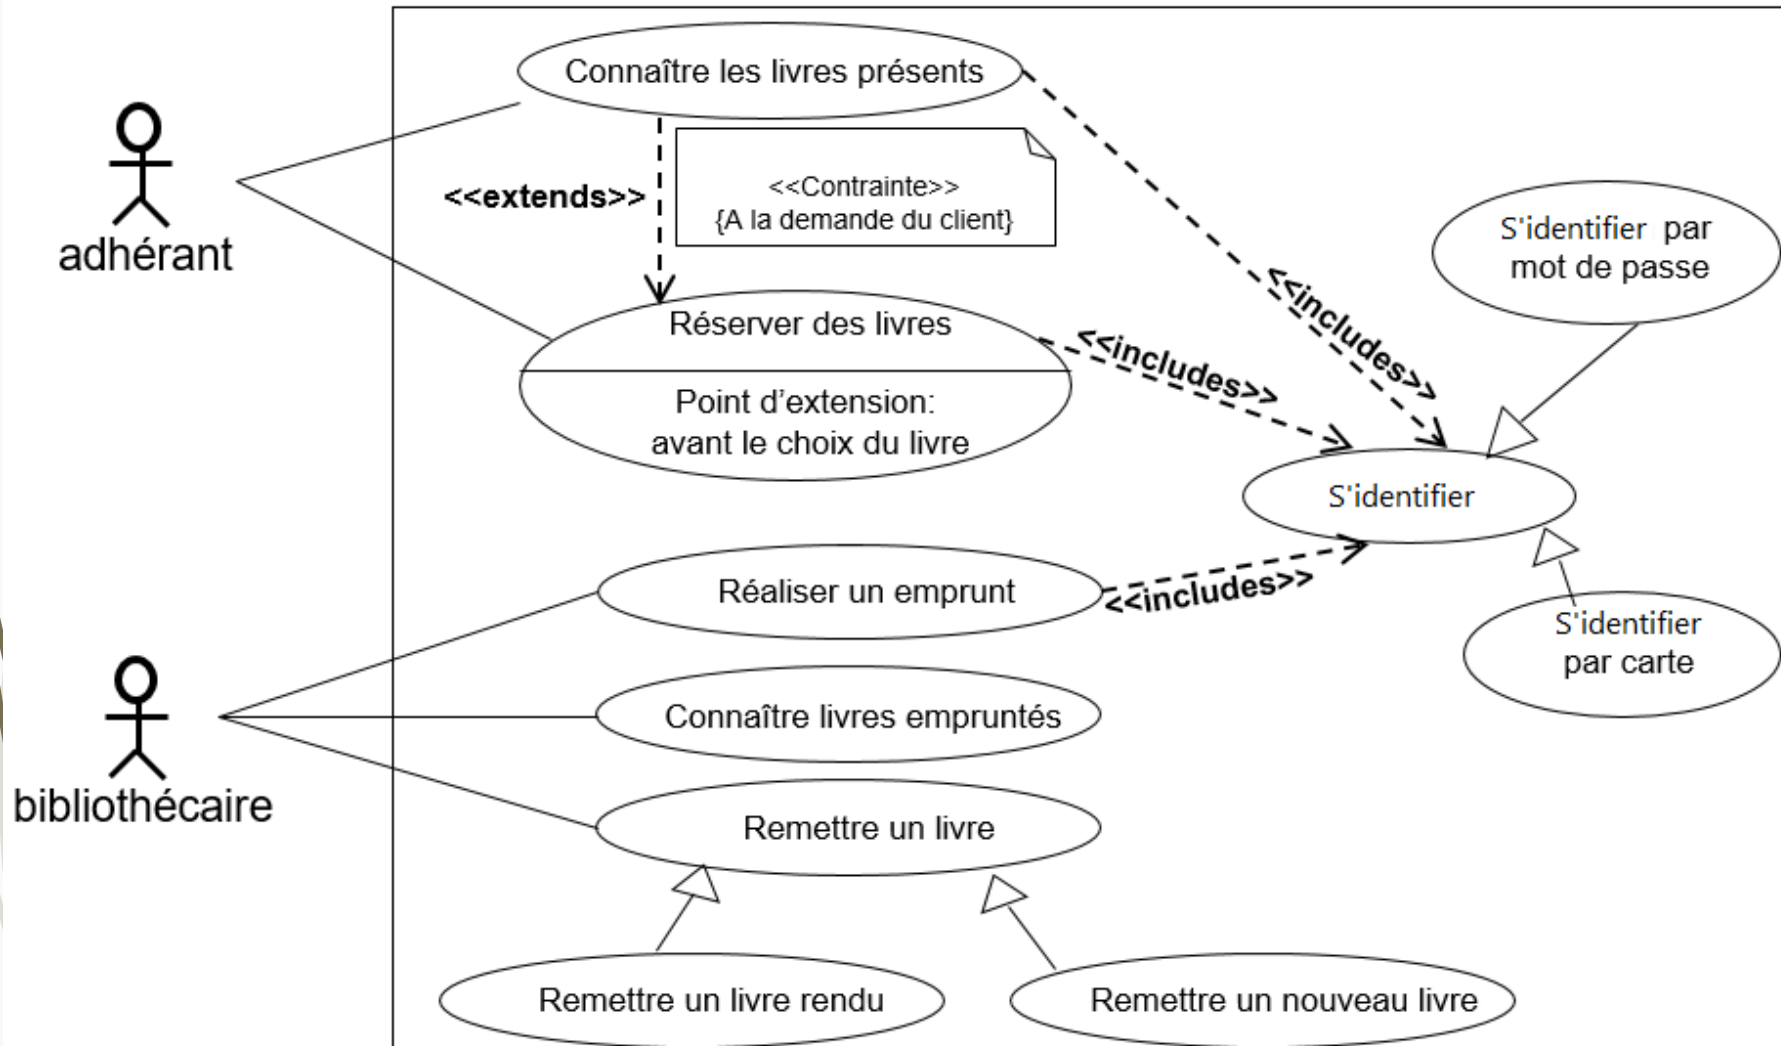 Connaître les livres présents
<<extends>>
<<Contrainte>>
{A la demande du client}
adhérant
S'identifier par
mot de passe
<<includes>>
<<includes>>
Réserver des livres
Point d’extension:
avant le choix du livre
S'identifier
Réaliser un emprunt
<<includes>>
S'identifier
par carte
Connaître livres empruntés
bibliothécaire
Remettre un livre
Remettre un livre rendu
Remettre un nouveau livre